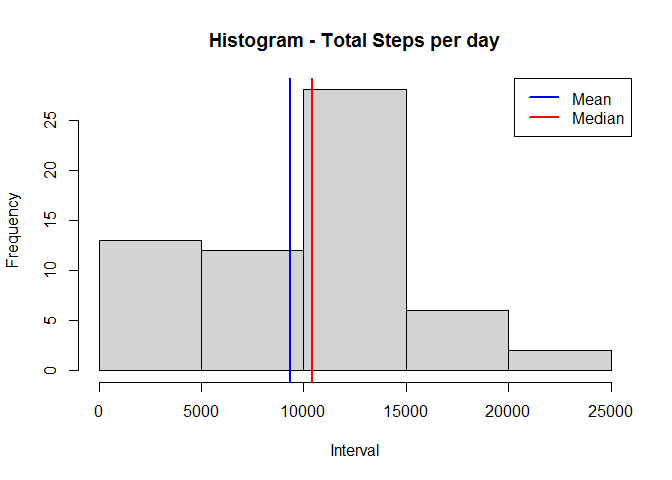 Histogram - Total Steps per day
Mean
Median
Frequency
25
20
15
10
5
0
0 5000 10000 15000 20000 25000
Interval